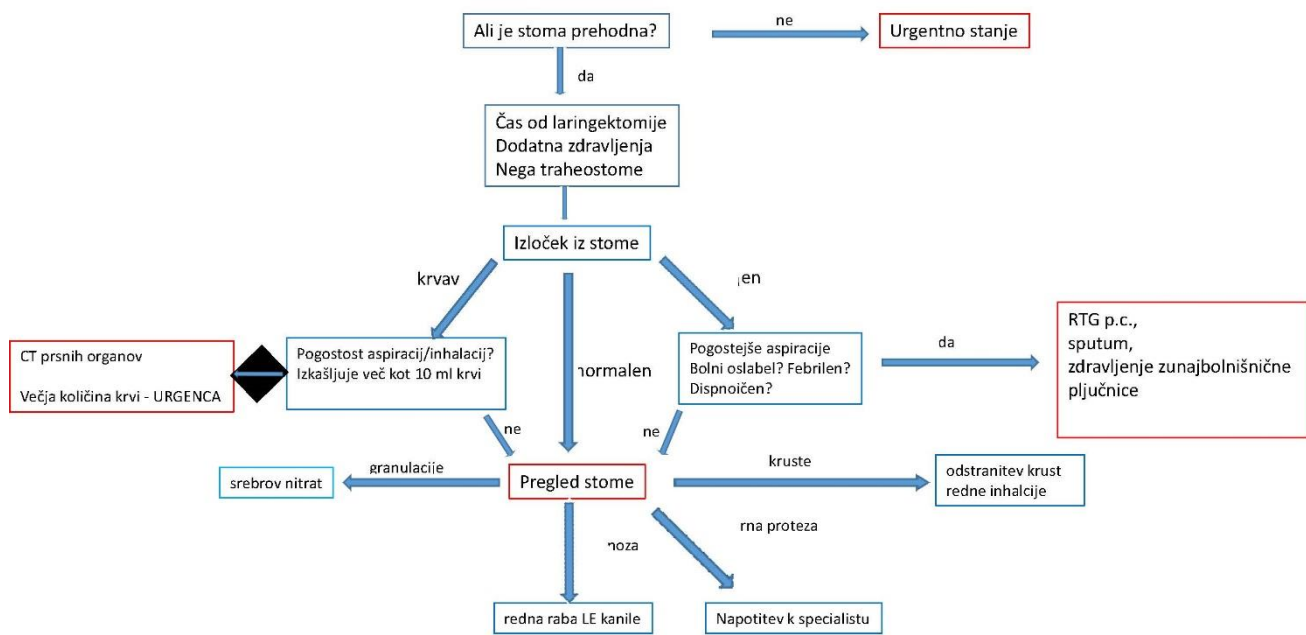 Ali je stoma prehodna?
ne
Urgentno stanje
da
Čas od laringektomije
Dodatna zdravljenja
Nega traheostome
Izloček iz stome
krvav
CT prsnih organov
Večja količina krvi - URGENCA
Pogostost aspiracij/inhalacij?
Izkašljuje več kot 10 ml krvi
normalen
Pogostejše aspiracije
Bolni oslabel? Febrilen?
Dispnoičen?
da
RTG p.c.,
sputum,
zdravljenje zunajbolnišnične
pljučnice
ne
ne
granulacije
srebrov nitrat
Pregled stome
kruste
odstranitev krust
redne inhalcije
proteza
redna raba LE kanile
Napotitev k specialistu